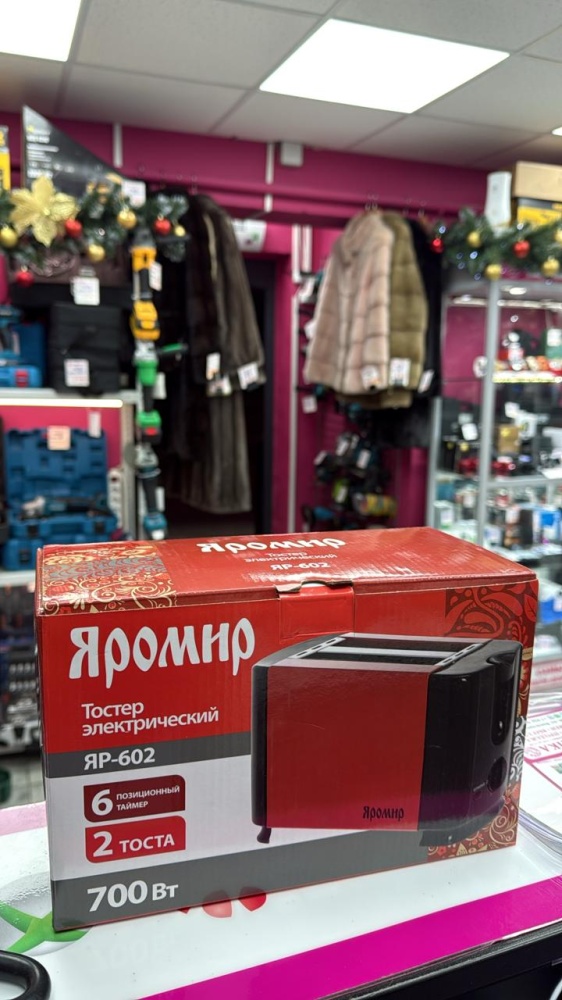 Яромир
Тостер
электрический
ЯР-602
Яромир
Тостер
электрический
ЯР-602
6 ПОЗИЦИОННЫЙ
ТАЙМЕР
2 ТОСТА
700 Вт
Яромир